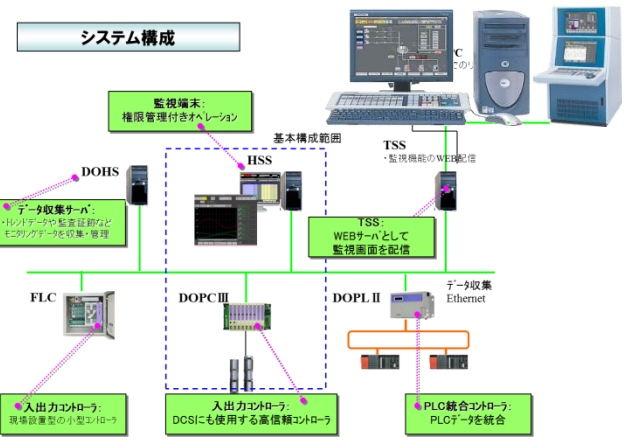 システム構成
監視端末:
権限管理付きオペレーション
基本構成範囲
HSS
TSS
・監視機能のWEB配信
DOHS
データ収集サーバ:
・トレンドデータや監査証跡など
モニタリングデータを収集・管理
TSS:
WEBサーバとして
監視画面を配信
データ収集
Ethernet
FLC
DOPCⅢ
DOPLⅡ
入出力コントローラ:
現場設置型の小型コントローラ
入出力コントローラ:
DCSにも使用する高信頼コントローラ
PLC統合コントローラ:
PLCデータを統合